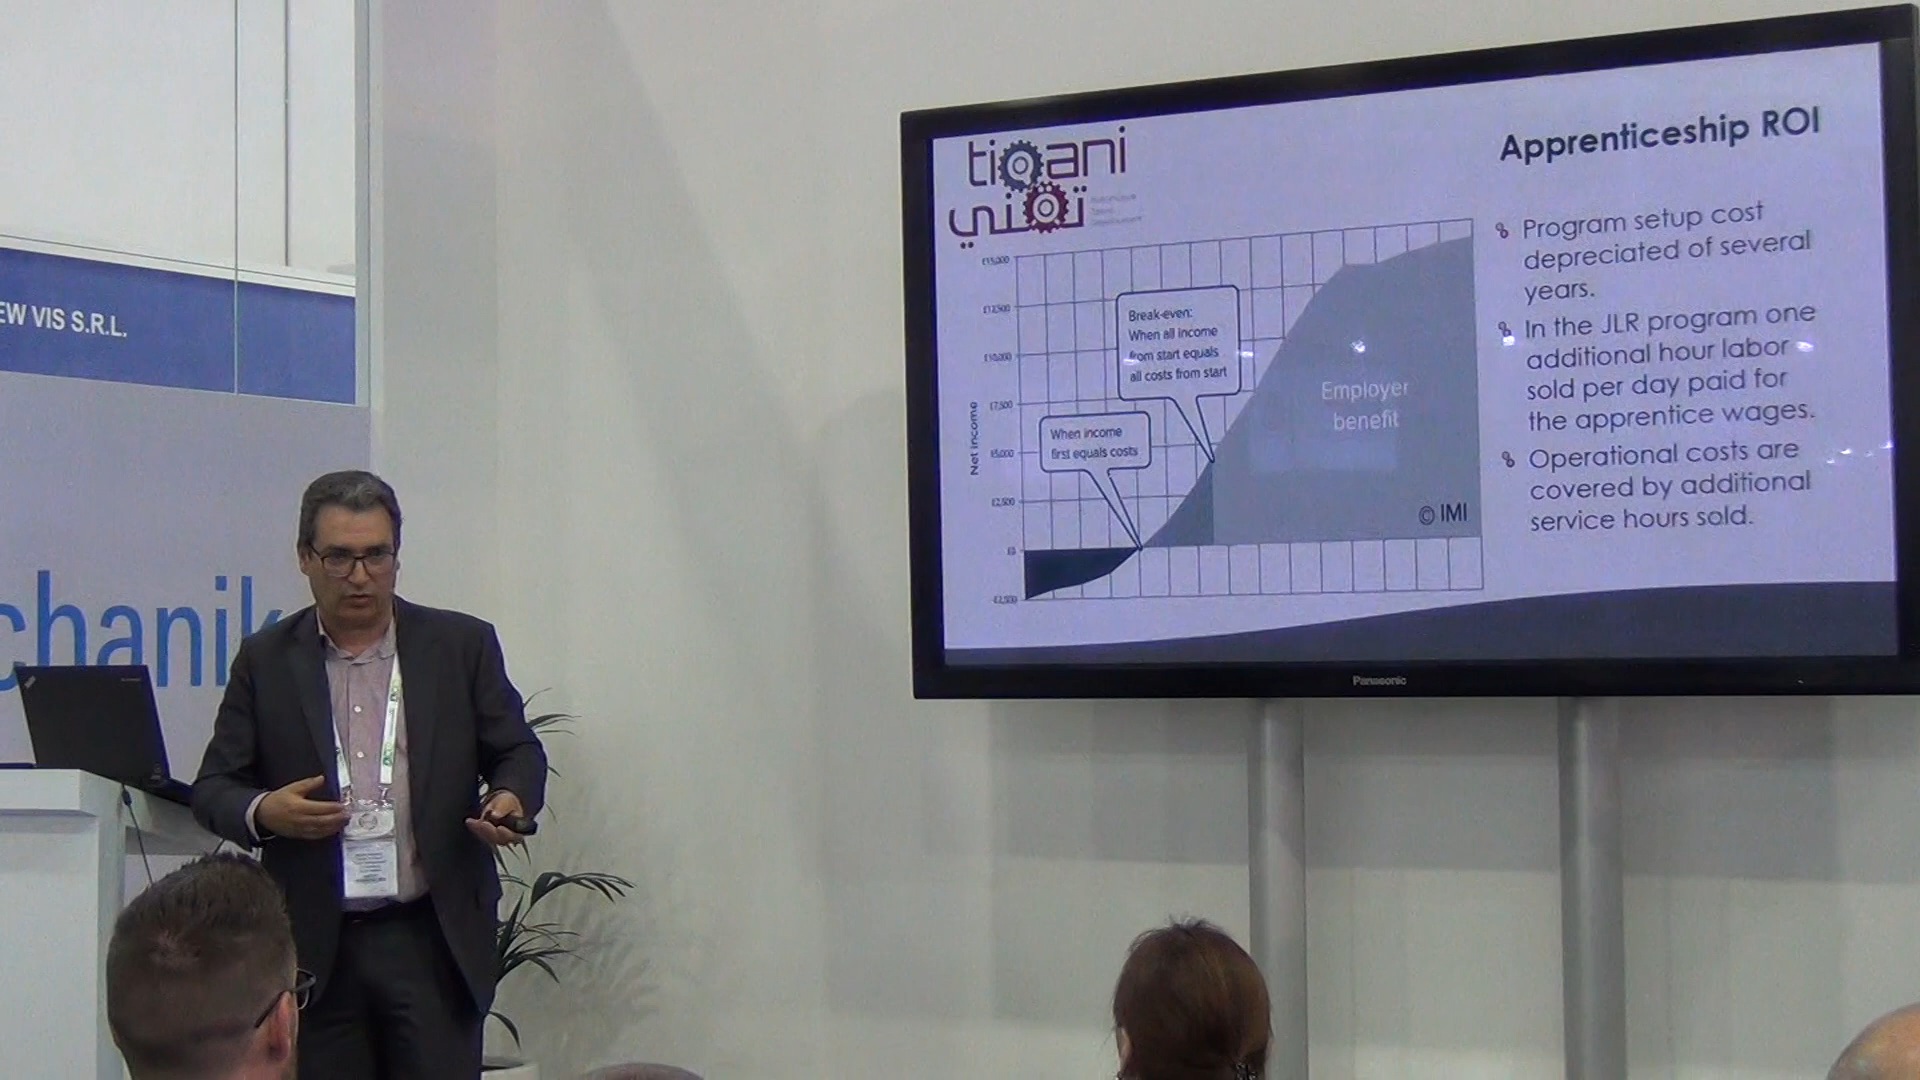 EW VIS S.R.L.
chanik
tiqani
تقني
Apprenticeship ROI
Program setup cost
depreciated of several
years.
In the JLR program one
additional hour labor
sold per day paid for
the apprentice wages.
Operational costs are
covered by additional
service hours sold.
Net income
£15,000
£12,500
£10,000
£7,500
£5,000
£2,500
£0
-£2,500
Break-even:
When all income
from start equals
all costs from start
When income
first equals costs
Employer
benefit
© IMI
Panasonic